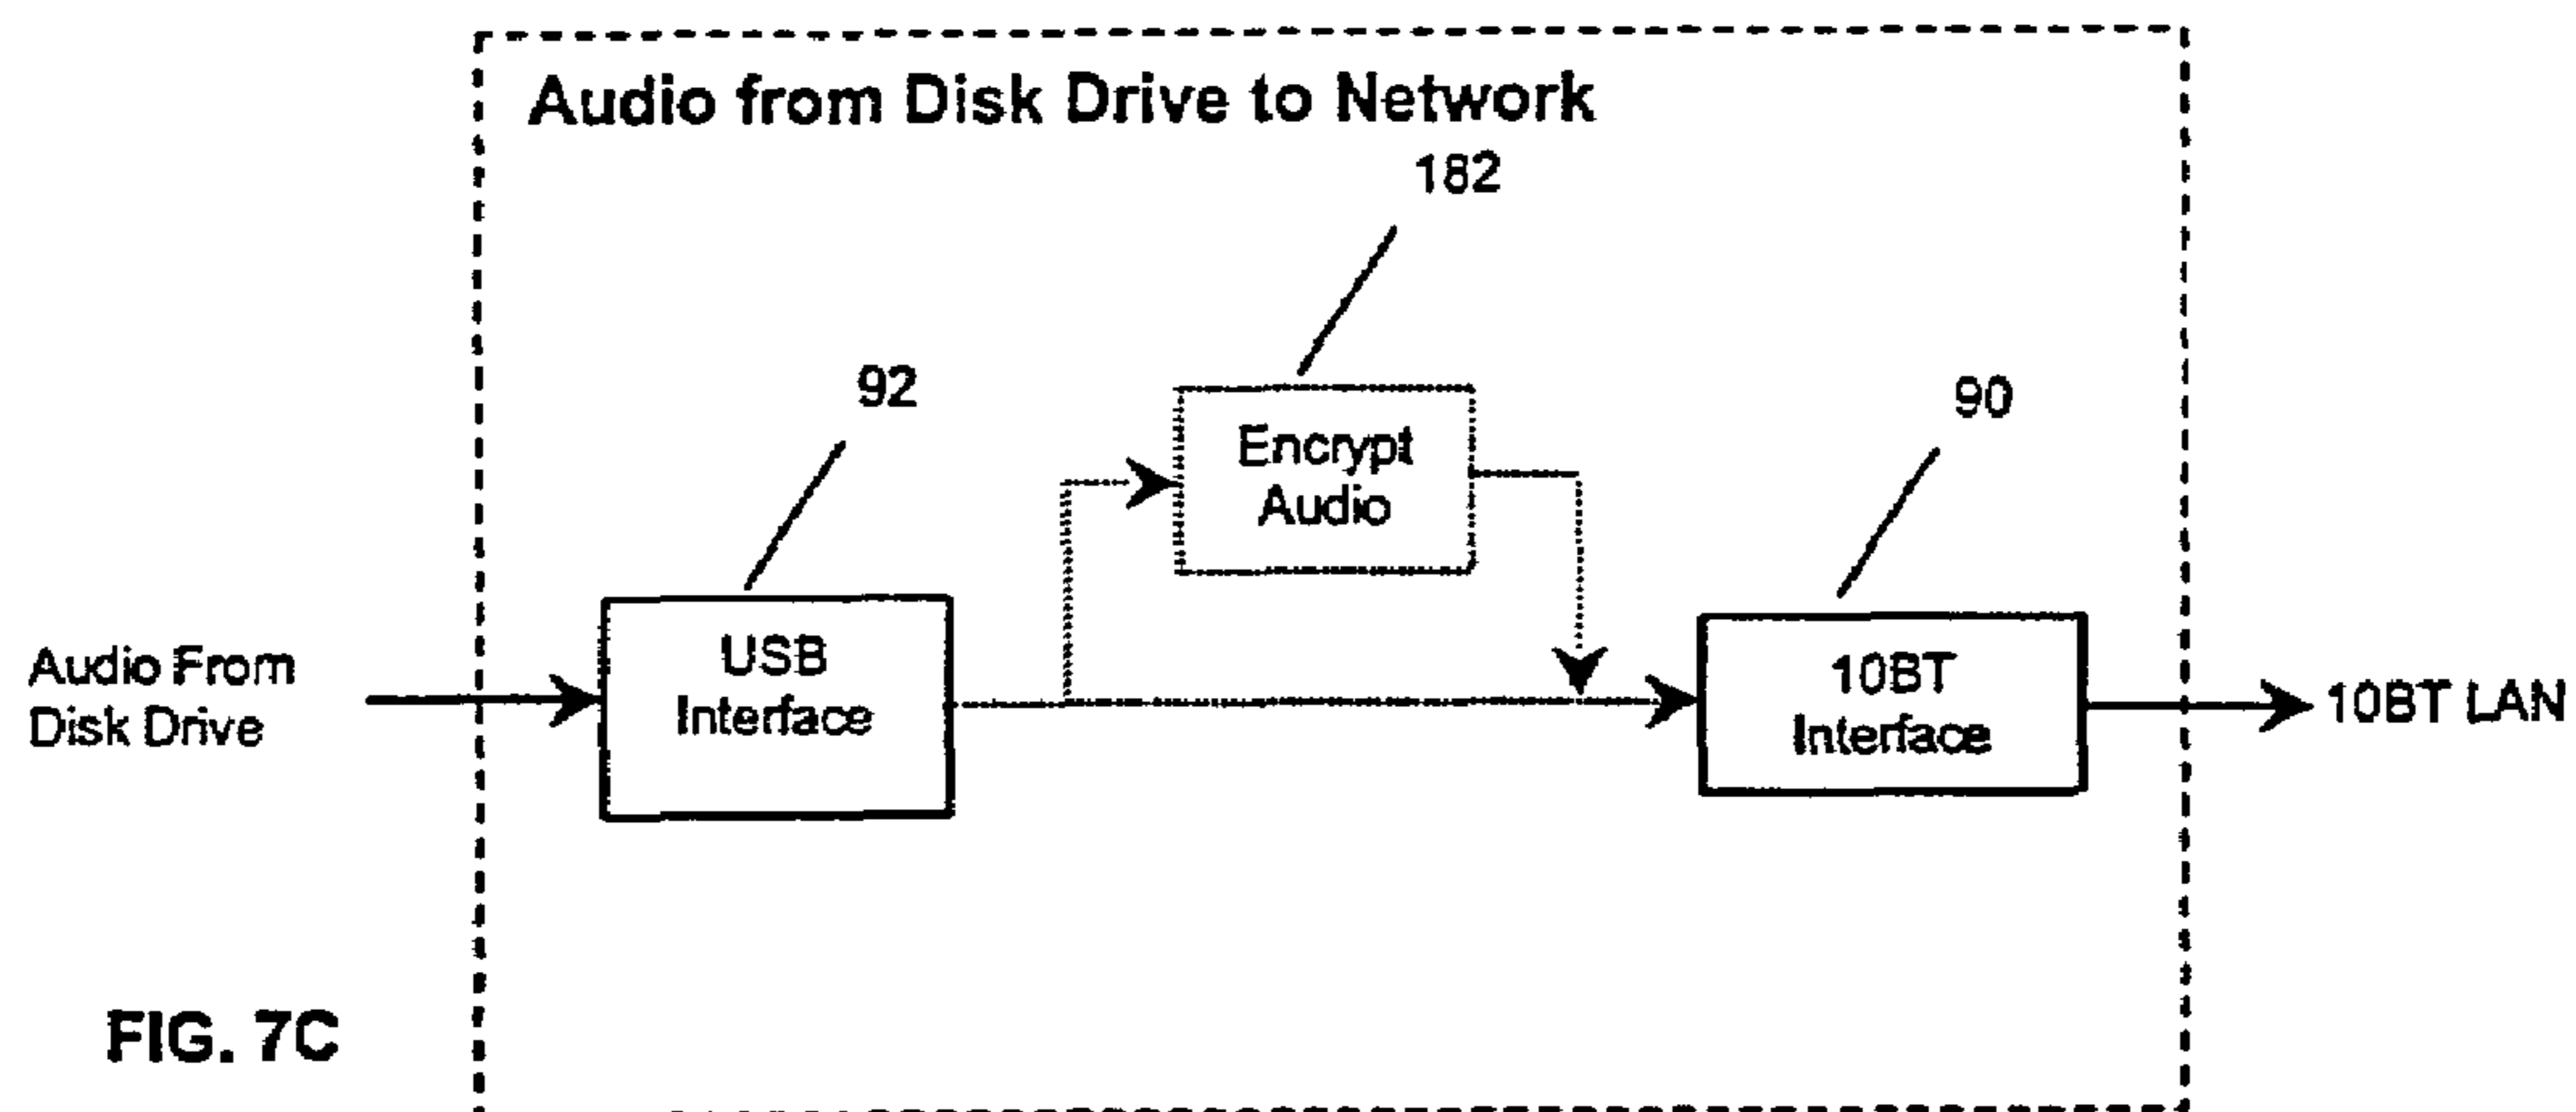 Audio from Disk Drive to Network
182
92
Encrypt
Audio
90
Audio From
Disk Drive
USB
Interface
10BT
Interface
10BT LAN
FIG. 7C